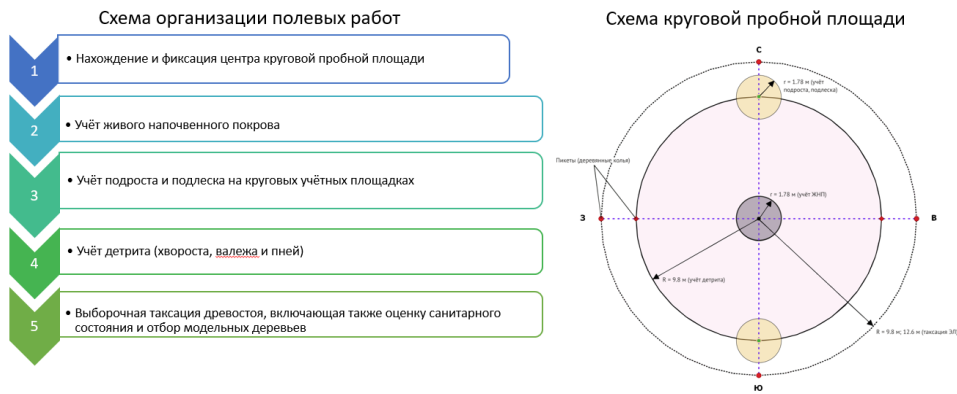 Схема организации полевых работ
1
• Нахождение и фиксация центра круговой пробной площади
2
• Учёт живого напочвенного покрова
3
• Учёт подроста и подлеска на круговых учётных площадках
4
• Учёт детрита (хвороста, валежа и пней)
5
• Выборочная таксация древостоя, включающая также оценку санитарного
состояния и отбор модельных деревьев
Схема круговой пробной площади
С
r = 1.78 м (учёт
подроста, подлеска)
Пикеты (деревянные колья)
r = 1.78 м (учёт ЖНП)
З
В
R = 9.8 м (учёт детрита)
R = 9.8 м; 12.6 м (таксация ЭЛ)
Ю